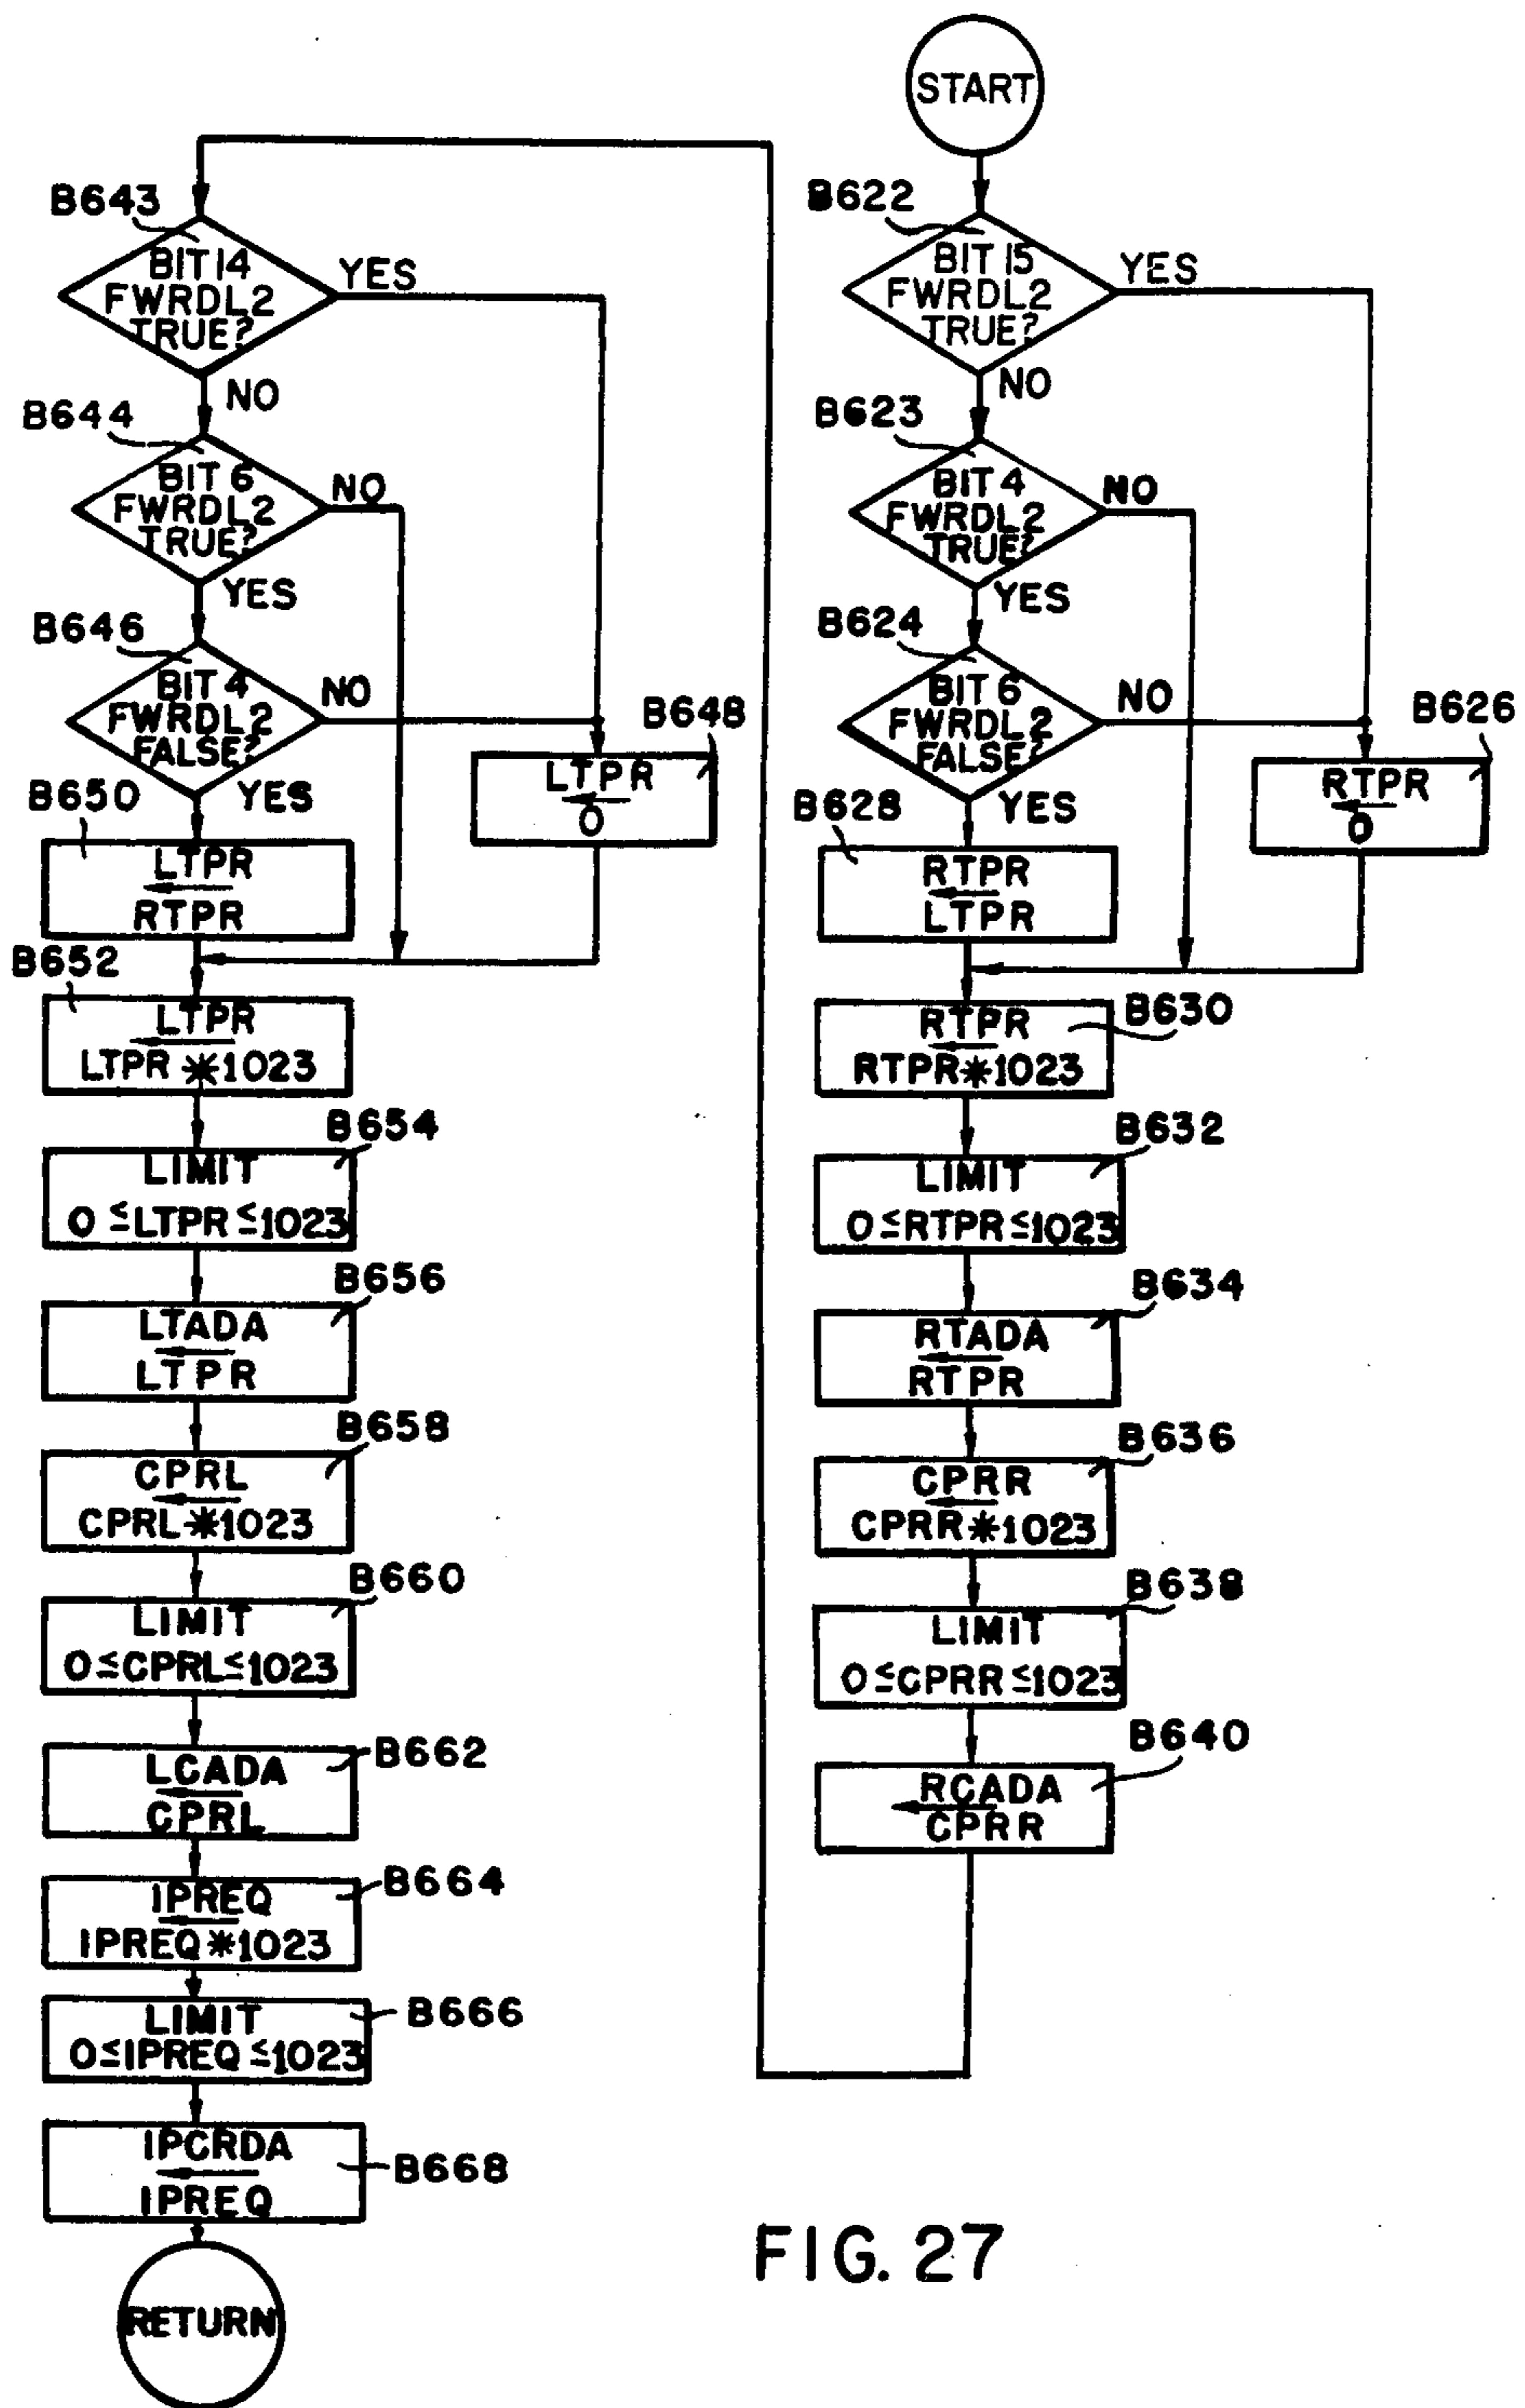 START
B622
BIT 15
FWRDL2
TRUE?
YES
NO
B623
BIT 4
FWRDL2
TRUE?
NO
YES
B624
BIT 6
FWRDL2
FALSE?
NO
YES
B626
RTPR
0
B628
RTPR
LTPR
B630
RTPR
RTPR*1023
B632
LIMIT
0≤RTPR≤1023
B634
RTADA
RTPR
B636
CPRR
CPRR*1023
B638
LIMIT
0≤CPRR≤1023
B640
RCADA
CPRR
B643
BIT 14
FWRDL2
TRUE?
YES
NO
B644
BIT 6
FWRDL2
TRUE?
NO
YES
B646
BIT 4
FWRDL2
FALSE?
NO
YES
B648
LTPR
0
B650
LTPR
RTPR
B652
LTPR
LTPR*1023
B654
LIMIT
0≤LTPR≤1023
B656
LTADA
LTPR
B658
CPRL
CPRL*1023
B660
LIMIT
0≤CPRL≤1023
B662
LCADA
CPRL
B664
IPREQ
IPREQ*1023
B666
LIMIT
0≤IPREQ≤1023
B668
IPCRDA
IPREQ
RETURN
FIG. 27